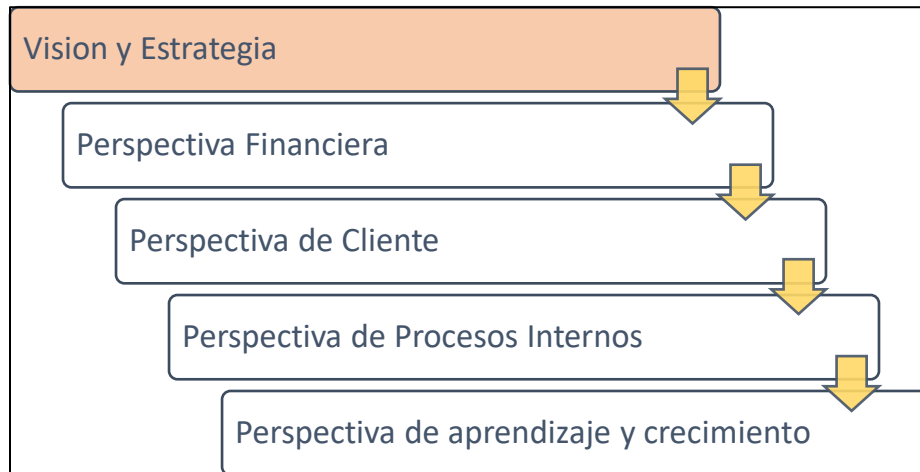 Vision y Estrategia
Perspectiva Financiera
Perspectiva de Cliente
Perspectiva de Procesos Internos
Perspectiva de aprendizaje y crecimiento